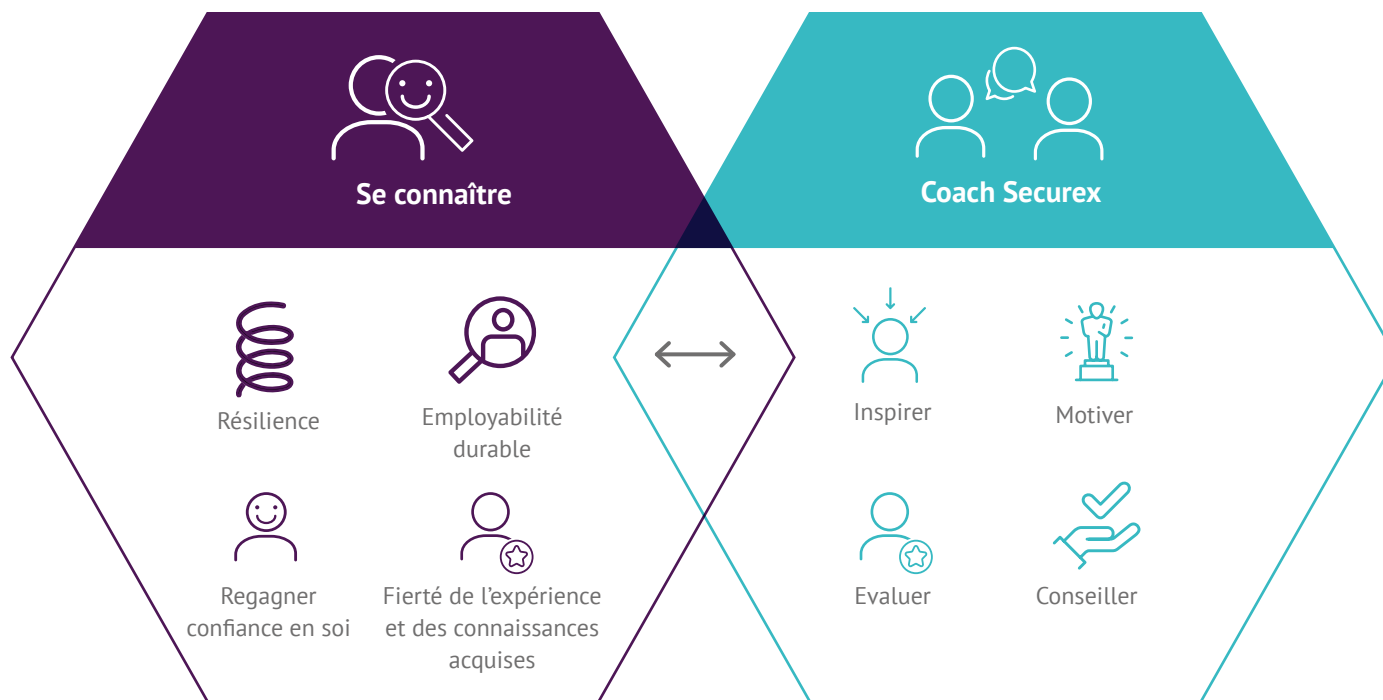 Se connaître
Coach Securex
Résilience
Employabilité
durable
Inspirer
Motiver
Regagner
confiance en soi
Fierté de l’expérience
et des connaissances
acquises
Evaluer
Conseiller